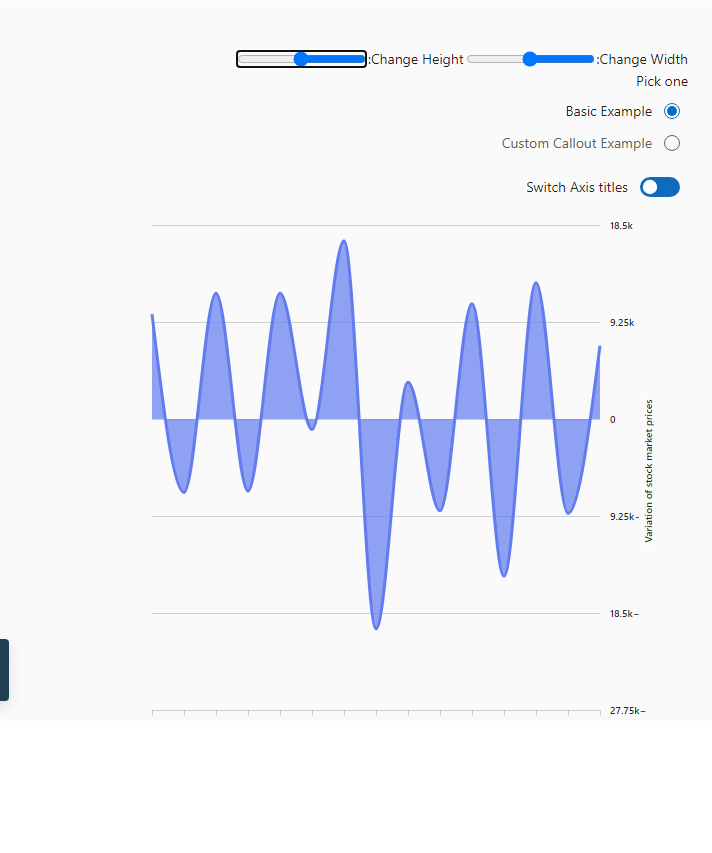 :Change Height :Change Width
Pick one
Basic Example
Custom Callout Example
Switch Axis titles
18.5k
9.25k
0
9.25k-
18.5k-
27.75k-
Variation of stock market prices